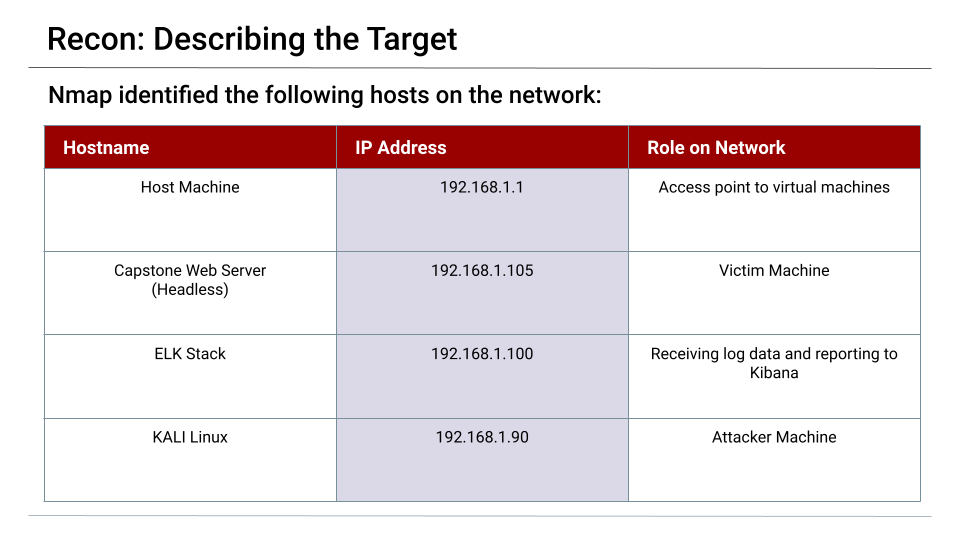 Recon: Describing the Target
Nmap identified the following hosts on the network:
Hostname
IP Address
Role on Network
Host Machine
192.168.1.1
Access point to virtual machines
Capstone Web Server
(Headless)
192.168.1.105
Victim Machine
ELK Stack
192.168.1.100
Receiving log data and reporting to
Kibana
KALI Linux
192.168.1.90
Attacker Machine